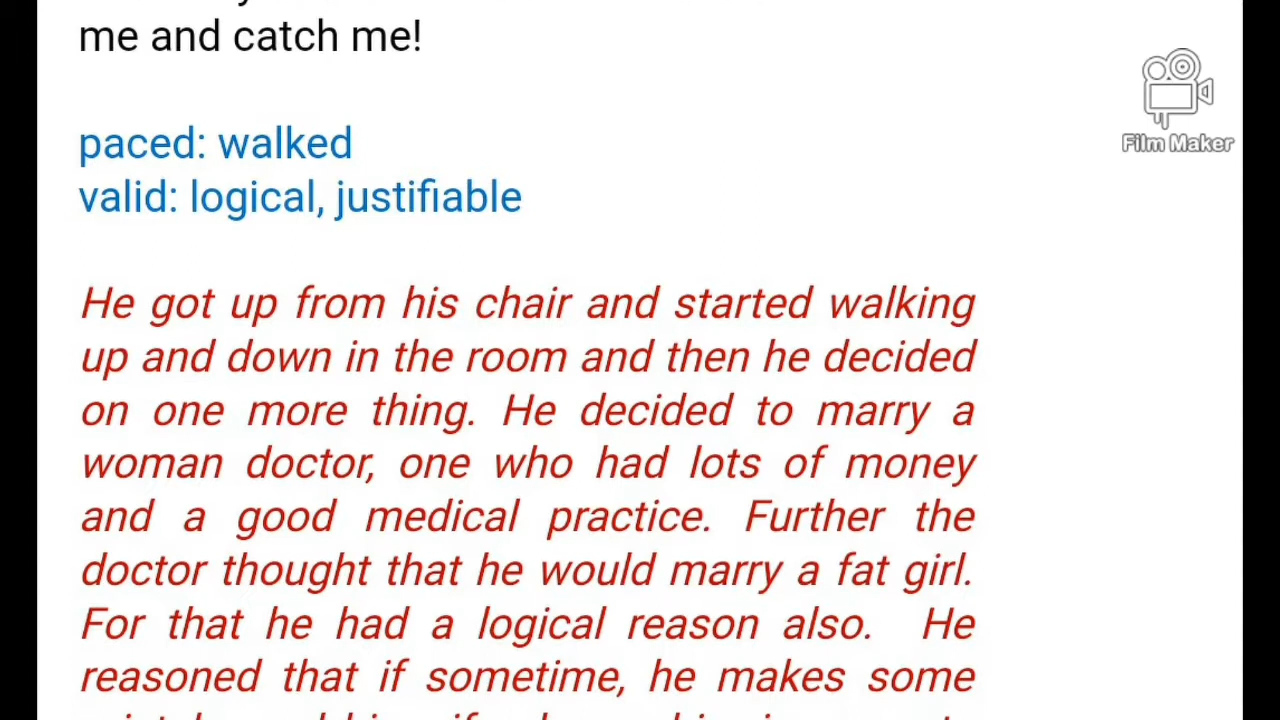 me and catch me!
Film Maker
paced: walked
valid: logical, justifiable
He got up from his chair and started walking
up and down in the room and then he decided
on one more thing. He decided to marry a
woman doctor, one who had lots of money
and a good medical practice. Further the
doctor thought that he would marry a fat girl.
For that he had a logical reason also. He
reasoned that if sometime, he makes some